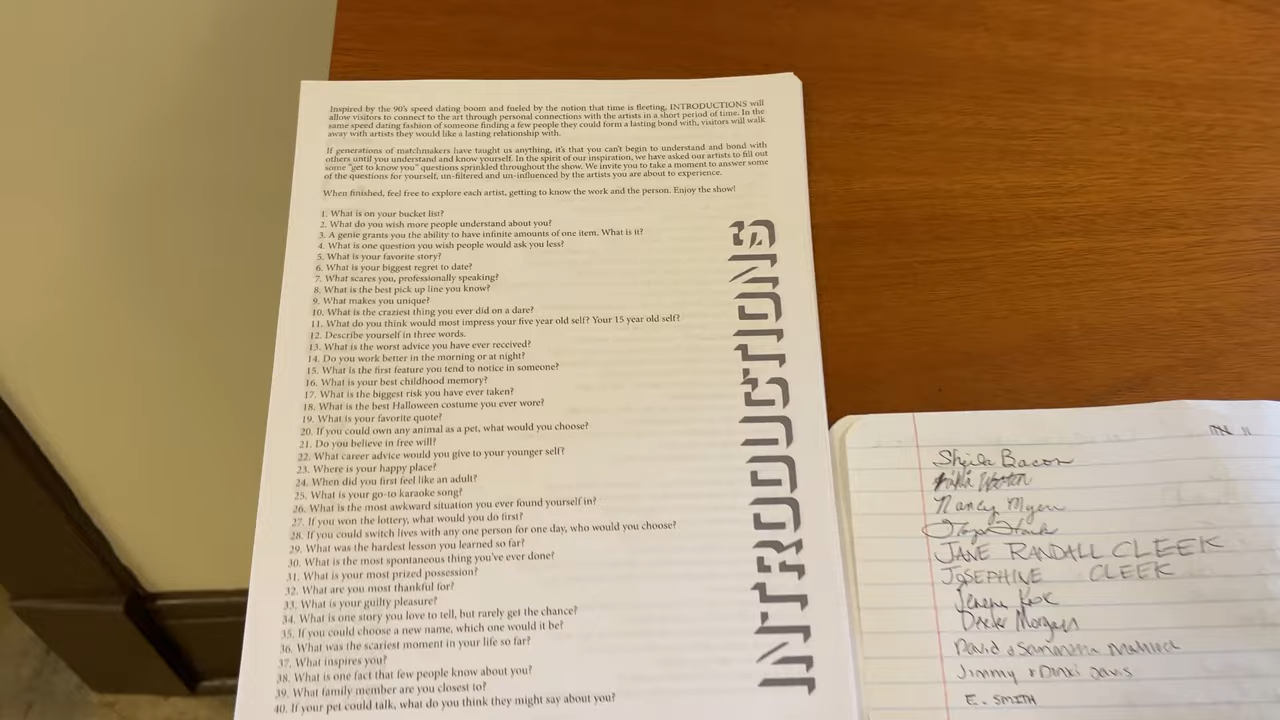 Inspired by the 90's speed dating boom and fueled by the notion that time is fleeting, INTRODUCTIONS will
allow visitors to connect to the art through personal connections with the artists in a short period of time. In the
same speed dating fashion of someone finding a few people they could form a lasting bond with, visitors will walk
away with artists they would like a lasting relationship with.
If generations of matchmakers have taught us anything, it's that you can't begin to understand and bond with
others until you understand and know yourself. In the spirit of our inspiration, we have asked our artists to fill out
some "get to know you" questions sprinkled throughout the show. We invite you to take a moment to answer some
of the questions for yourself, un-filtered and un-influenced by the artists you are about to experience.
When finished, feel free to explore each artist, getting to know the work and the person. Enjoy the show!
1. What is on your bucket list?
2. What do you wish more people understand about you?
3. A genie grants you the ability to have infinite amounts of one item. What is it?
4. What is one question you wish people would ask you less?
5. What is your favorite story?
6. What is your biggest regret to date?
7. What scares you, professionally speaking?
8. What is the best pick up line you know?
9. What makes you unique?
10. What is the craziest thing you ever did on a dare?
11. What do you think would most impress your five year old self? Your 15 year old self?
12. Describe yourself in three words.
13. What is the worst advice you have ever received?
14. Do you work better in the morning or at night?
15. What is the first feature you tend to notice in someone?
16. What is your best childhood memory?
17. What is the biggest risk you have ever taken?
18. What is the best Halloween costume you ever wore?
19. What is your favorite quote?
20. If you could own any animal as a pet, what would you choose?
21. Do you believe in free will?
22. What career advice would you give to your younger self?
23. Where is your happy place?
24. When did you first feel like an adult?
25. What is your go-to karaoke song?
26. What is the most awkward situation you ever found yourself in?
27. If you won the lottery, what would you do first?
28. If you could switch lives with any one person for one day, who would you choose?
29. What was the hardest lesson you learned so far?
30. What is the most spontaneous thing you've ever done?
31. What is your most prized possession?
32. What are you most thankful for?
33. What is your guilty pleasure?
34. What is one story you love to tell, but rarely get the chance?
35. If you could choose a new name, which one would it be?
36. What was the scariest moment in your life so far?
37. What inspires you?
38. What is one fact that few people know about you?
39. What family member are you closest to?
40. If your pet could talk, what do you think they might say about you?
INTRODUCTIONS
Sheila Bacon
Nancy Myers
JANE RANDALL CLEEK
JOSEPHINE CLEEK
Dexter Morgan
David & Samantha
Jimmy & Davis
E. SMITH